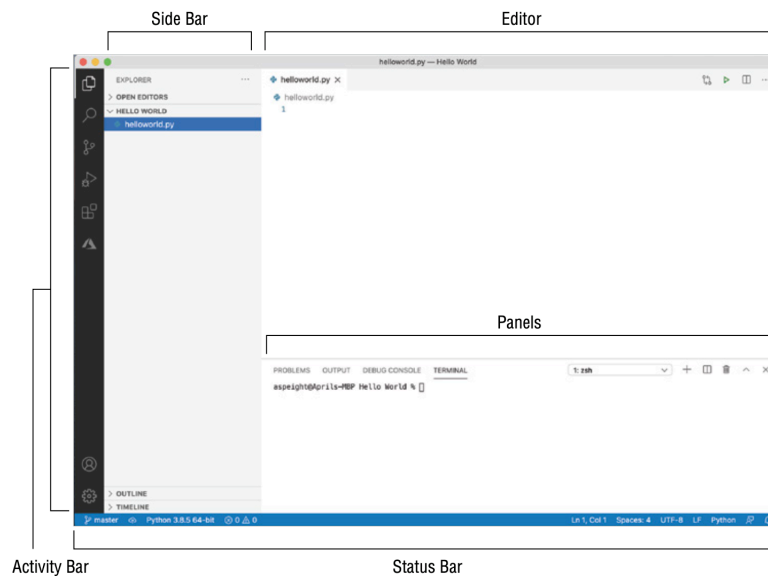 Side Bar
Editor
helloworld.py — Hello World
EXPLORER
helloworld.py
OPEN EDITORS
HELLO WORLD
helloworld.py
helloworld.py
1
Panels
PROBLEMS OUTPUT DEBUG CONSOLE TERMINAL
1: zsh
aspeight@Aprils-MBP Hello World %
OUTLINE
TIMELINE
master Python 3.8.5 64-bit 0 0 Ln 1, Col 1 Spaces: 4 UTF-8 LF Python
Activity Bar
Status Bar